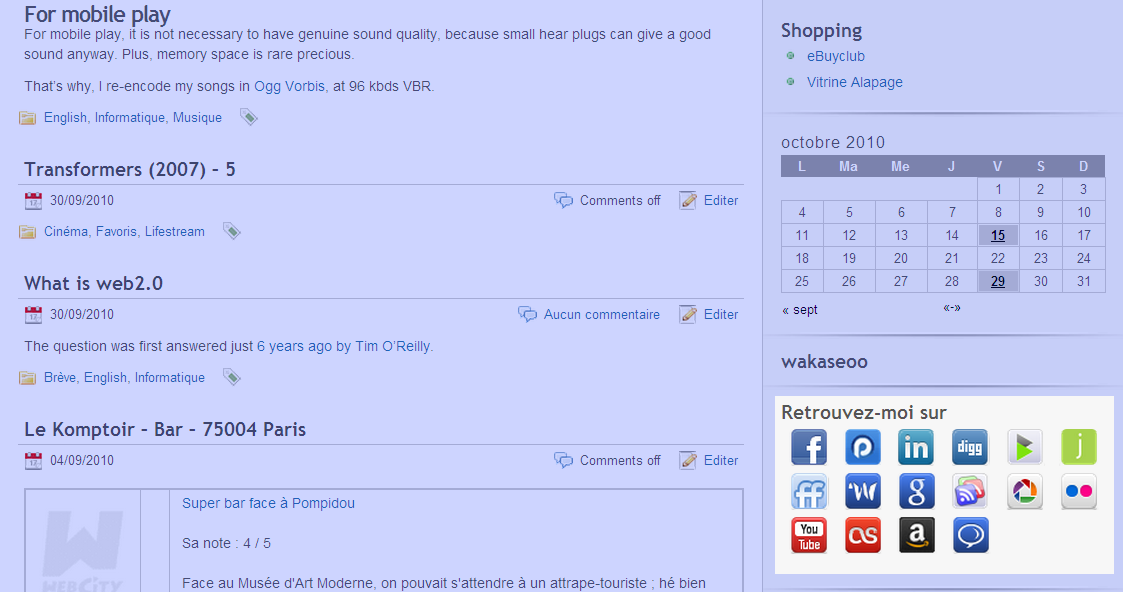 For mobile play
For mobile play, it is not necessary to have genuine sound quality, because small hear plugs can give a good
sound anyway. Plus, memory space is rare precious.
That's why, I re-encode my songs in Ogg Vorbis, at 96 kbds VBR.
English, Informatique, Musique
Transformers (2007) – 5
30/09/2010
Comments off
Editer
Cinéma, Favoris, Lifestream
What is web2.0
30/09/2010
Aucun commentaire
Editer
The question was first answered just 6 years ago by Tim O'Reilly.
Brève, English, Informatique
Le Komptoir – Bar – 75004 Paris
04/09/2010
Comments off
Editer
WEBCITY
Super bar face à Pompidou
Sa note : 4 / 5
Face au Musée d'Art Moderne, on pouvait s'attendre à un attrape-touriste ; hé bien
Shopping
eBuyclub
Vitrine Alapage
octobre 2010
L Ma Me J V S D
1 2 3
4 5 6 7 8 9 10
11 12 13 14 15 16 17
18 19 20 21 22 23 24
25 26 27 28 29 30 31
« sept «-»
wakaseoo
Retrouvez-moi sur
f in digg j
ff W g
You Tube as a